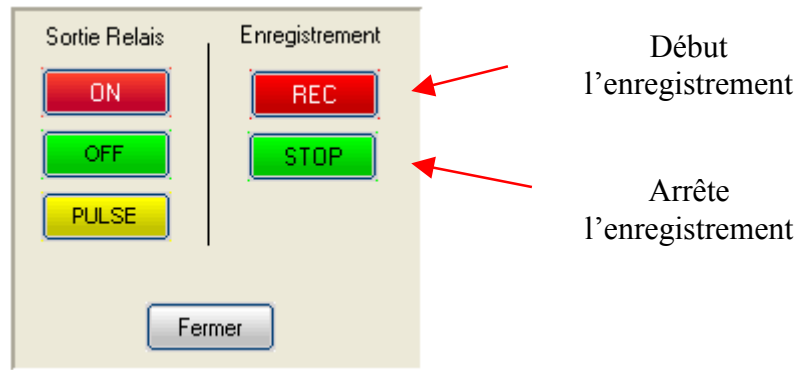 Sortie Relais
Enregistrement
ON
OFF
PULSE
REC
STOP
Fermer
Début
l’enregistrement
Arrête
l’enregistrement